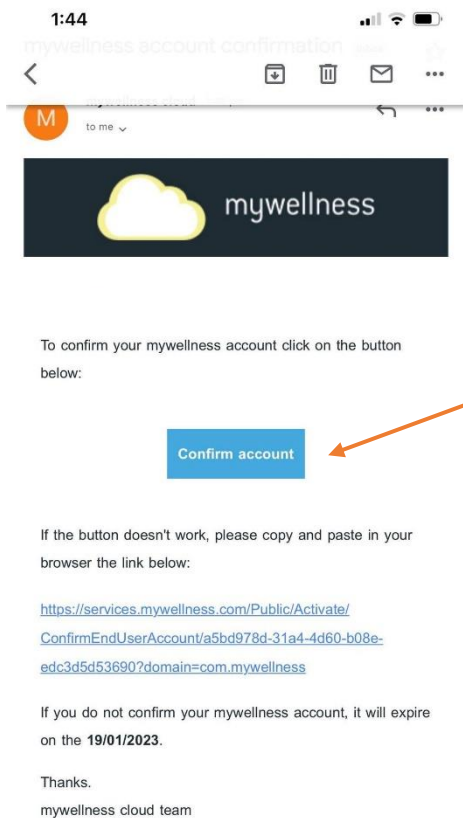 1:44
mywellness account confirmation
M
mywellness cloud
to me
mywellness
To confirm your mywellness account click on the button
below:
Confirm account
If the button doesn't work, please copy and paste in your
browser the link below:
https://services.mywellness.com/Public/Activate/
ConfirmEndUserAccount/a5bd978d-31a4-4d60-b08e-
edc3d5d53690?domain=com.mywellness
If you do not confirm your mywellness account, it will expire
on the 19/01/2023.
Thanks.
mywellness cloud team